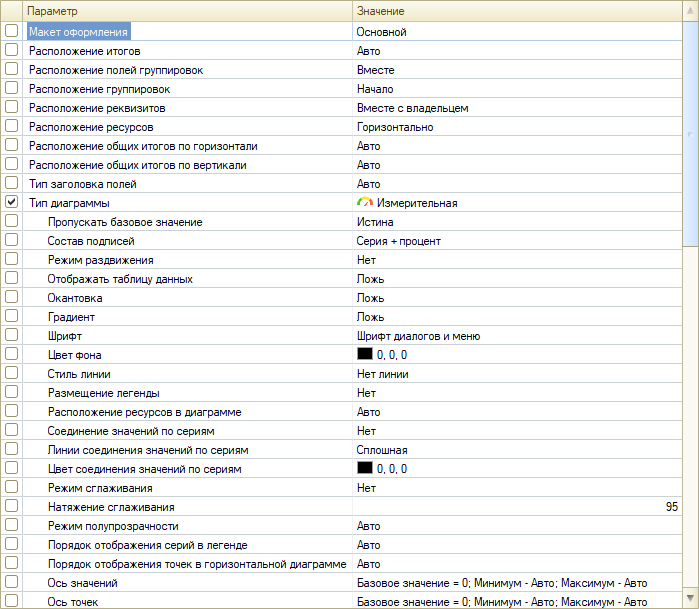 Параметр Значение
Макет оформления Основной
Расположение итогов Авто
Расположение полей группировок Вместе
Расположение группировок Начало
Расположение реквизитов Вместе с владельцем
Расположение ресурсов Горизонтально
Расположение общих итогов по горизонтали Авто
Расположение общих итогов по вертикали Авто
Тип заголовка полей Авто
Тип диаграммы Измерительная
Пропускать базовое значение Истина
Состав подписей Серия + процент
Режим раздвижения Нет
Отображать таблицу данных Ложь
Окантовка Ложь
Градиент Ложь
Шрифт Шрифт диалогов и меню
Цвет фона 0, 0, 0
Стиль линии Нет линии
Размещение легенды Нет
Расположение ресурсов в диаграмме Авто
Соединение значений по сериям Нет
Линии соединения значений по сериям Сплошная
Цвет соединения значений по сериям 0, 0, 0
Режим сглаживания Нет
Натяжение сглаживания 95
Режим полупрозрачности Авто
Порядок отображения серий в легенде Авто
Порядок отображения точек в горизонтальной диаграмме Авто
Ось значений Базовое значение = 0; Минимум - Авто; Максимум - Авто
Ось точек Базовое значение = 0; Минимум - Авто; Максимум - Авто